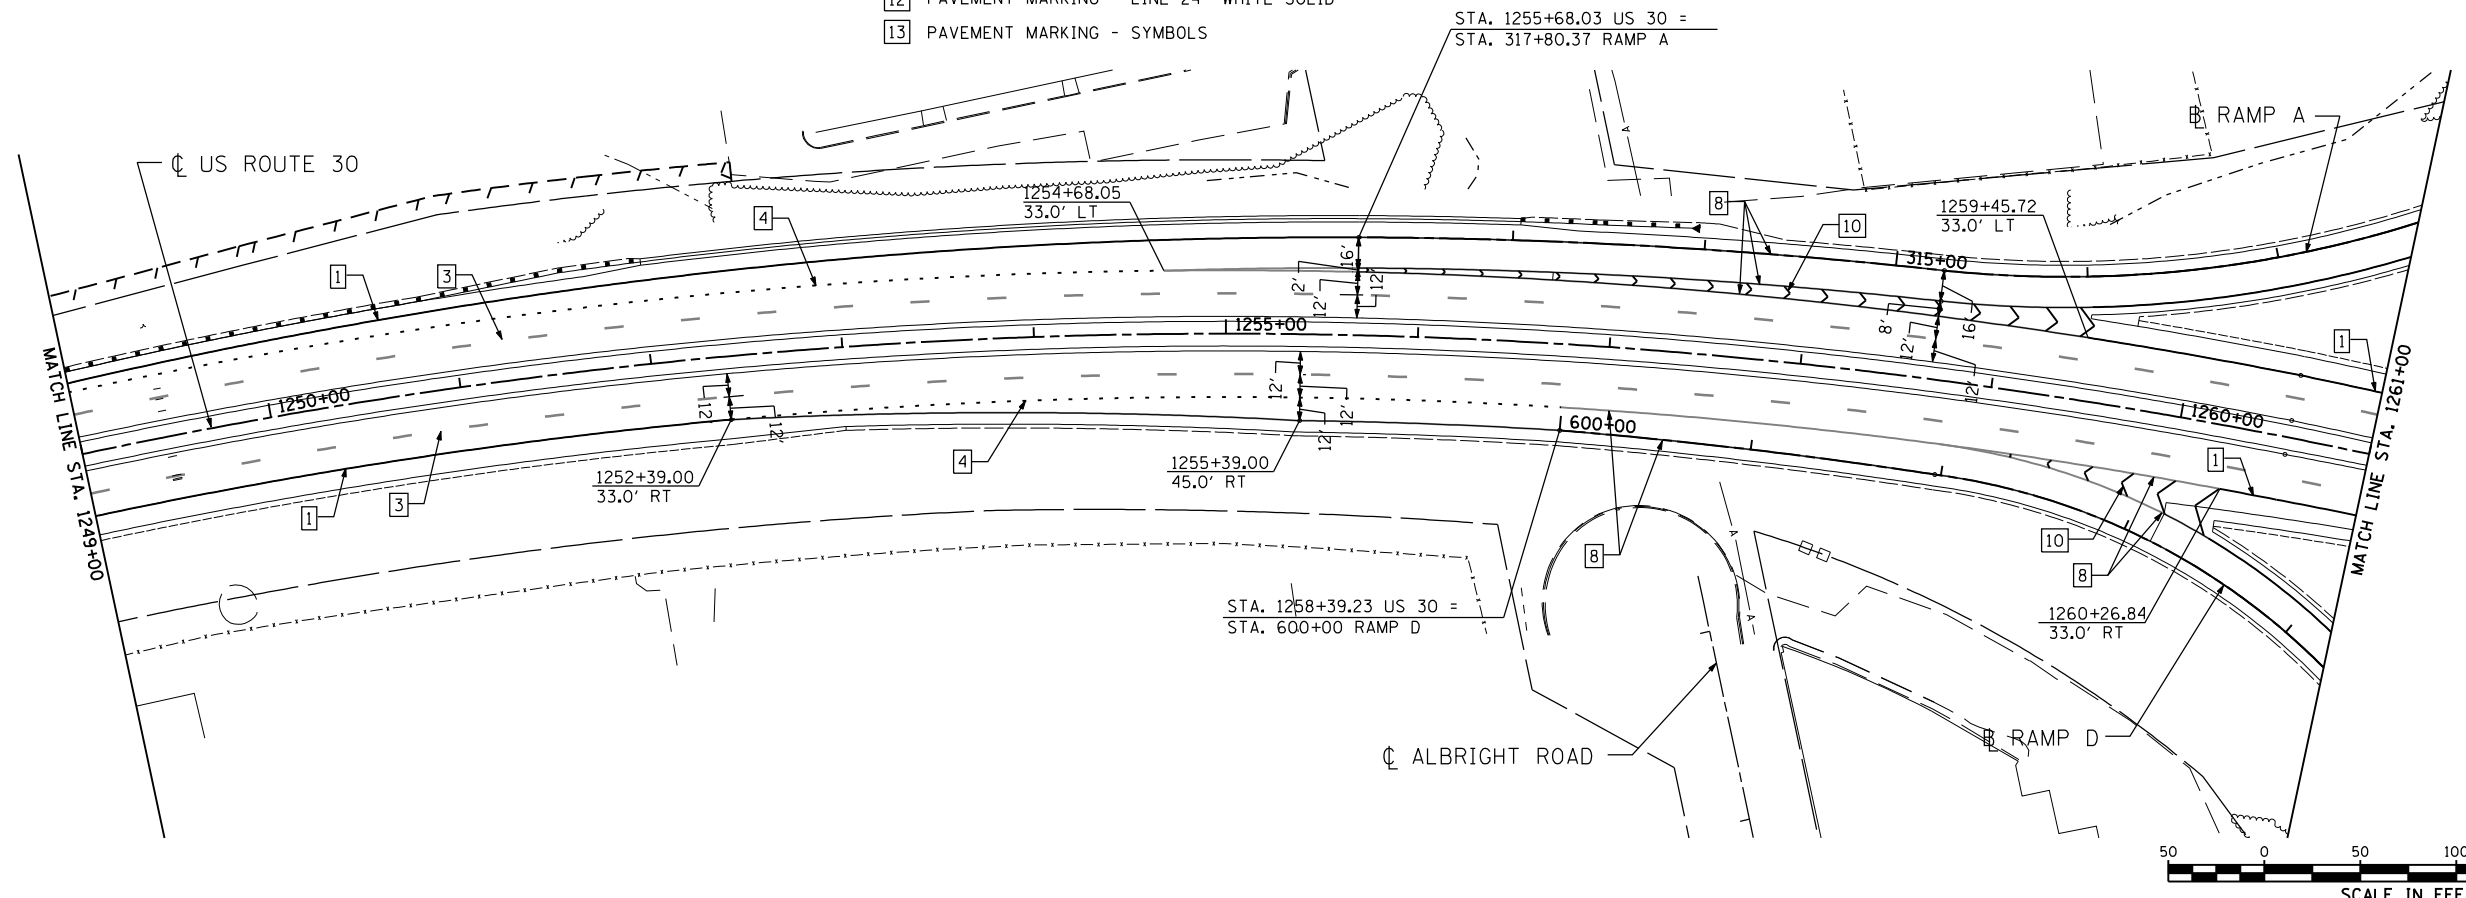 12 PAVEMENT MARKING - LINE 24" WHITE SOLID
13 PAVEMENT MARKING - SYMBOLS
STA. 1255+68.03 US 30 =
STA. 317+80.37 RAMP A
℄ US ROUTE 30
BL RAMP A
1254+68.05
33.0' LT
4
8
10
1259+45.72
33.0' LT
1
3
16'
2'
12'
12'
315+00
8'
16'
12'
12'
1255+00
1250+00
1260+00
1
MATCH LINE STA. 1249+00
MATCH LINE STA. 1261+00
12'
12'
12'
12'
12'
600+00
1252+39.00
33.0' RT
4
1255+39.00
45.0' RT
1
3
1
8
10
8
1260+26.84
33.0' RT
STA. 1258+39.23 US 30 =
STA. 600+00 RAMP D
A
A
A
℄ ALBRIGHT ROAD
BL RAMP D
50 0 50 100
SCALE IN FEE